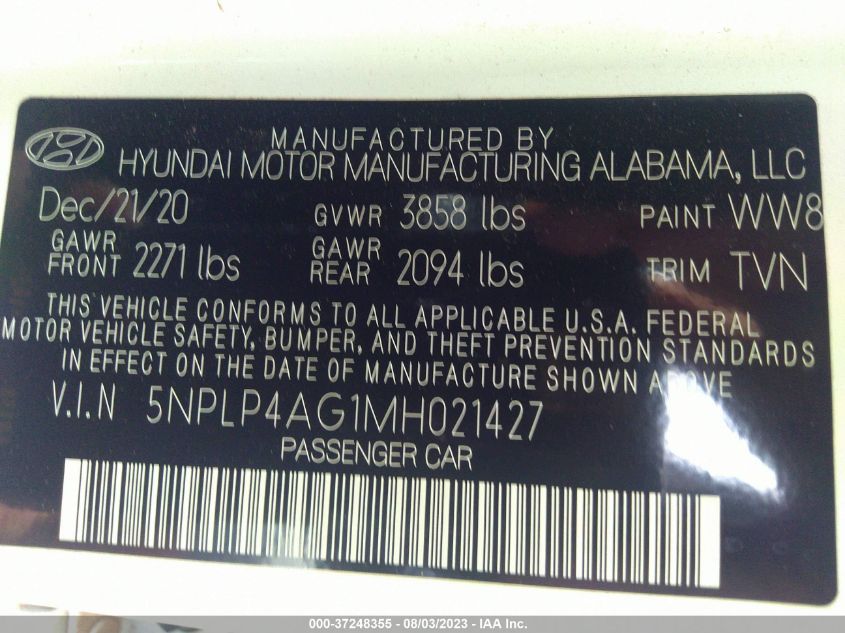 MANUFACTURED BY
HYUNDAI MOTOR MANUFACTURING ALABAMA, LLC
Dec/21/20 GVWR 3858 lbs PAINT WW8
GAWR FRONT 2271 lbs GAWR REAR 2094 lbs TRIM TVN
THIS VEHICLE CONFORMS TO ALL APPLICABLE U.S.A. FEDERAL
MOTOR VEHICLE SAFETY, BUMPER, AND THEFT PREVENTION STANDARDS
IN EFFECT ON THE DATE OF MANUFACTURE SHOWN ABOVE
V.I.N 5NPLP4AG1MH021427
PASSENGER CAR
000-37248355 - 08/03/2023 - IAA Inc.